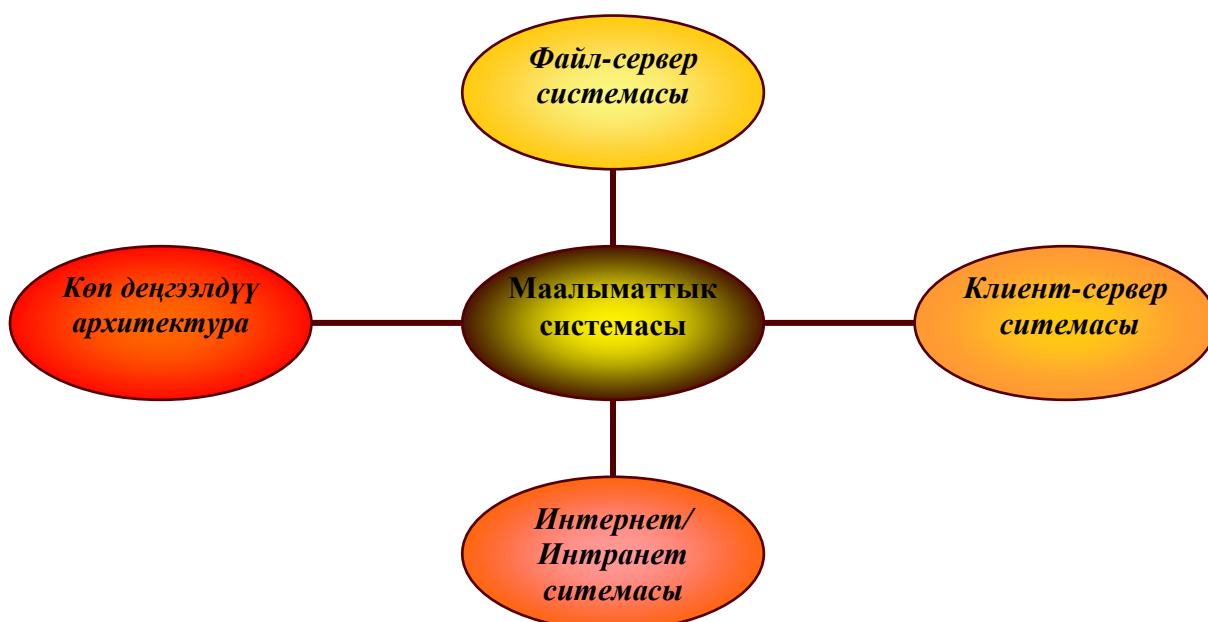 Файл-сервер
системасы
Көп деңгээлдүү
архитектура
Маалыматтык
системасы
Клиент-сервер
ситемасы
Интернет/
Интранет
ситемасы